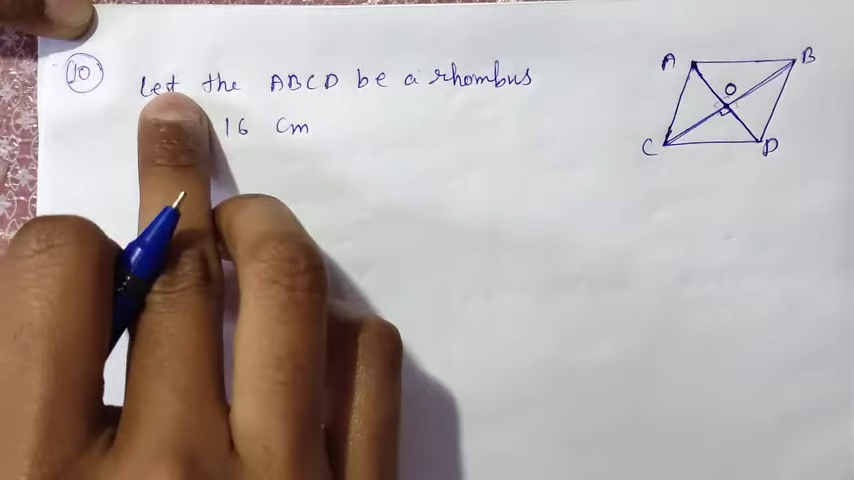 10 Let the ABCD be a rhombus
16 Cm
A B
O
C D